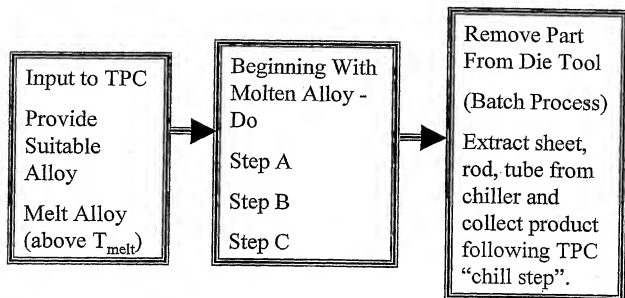 Input to TPC
Provide
Suitable
Alloy
Melt Alloy
(above Tmelt)
Beginning With
Molten Alloy -
Do
Step A
Step B
Step C
Remove Part
From Die Tool
(Batch Process)
Extract sheet,
rod, tube from
chiller and
collect product
following TPC
“chill step”.